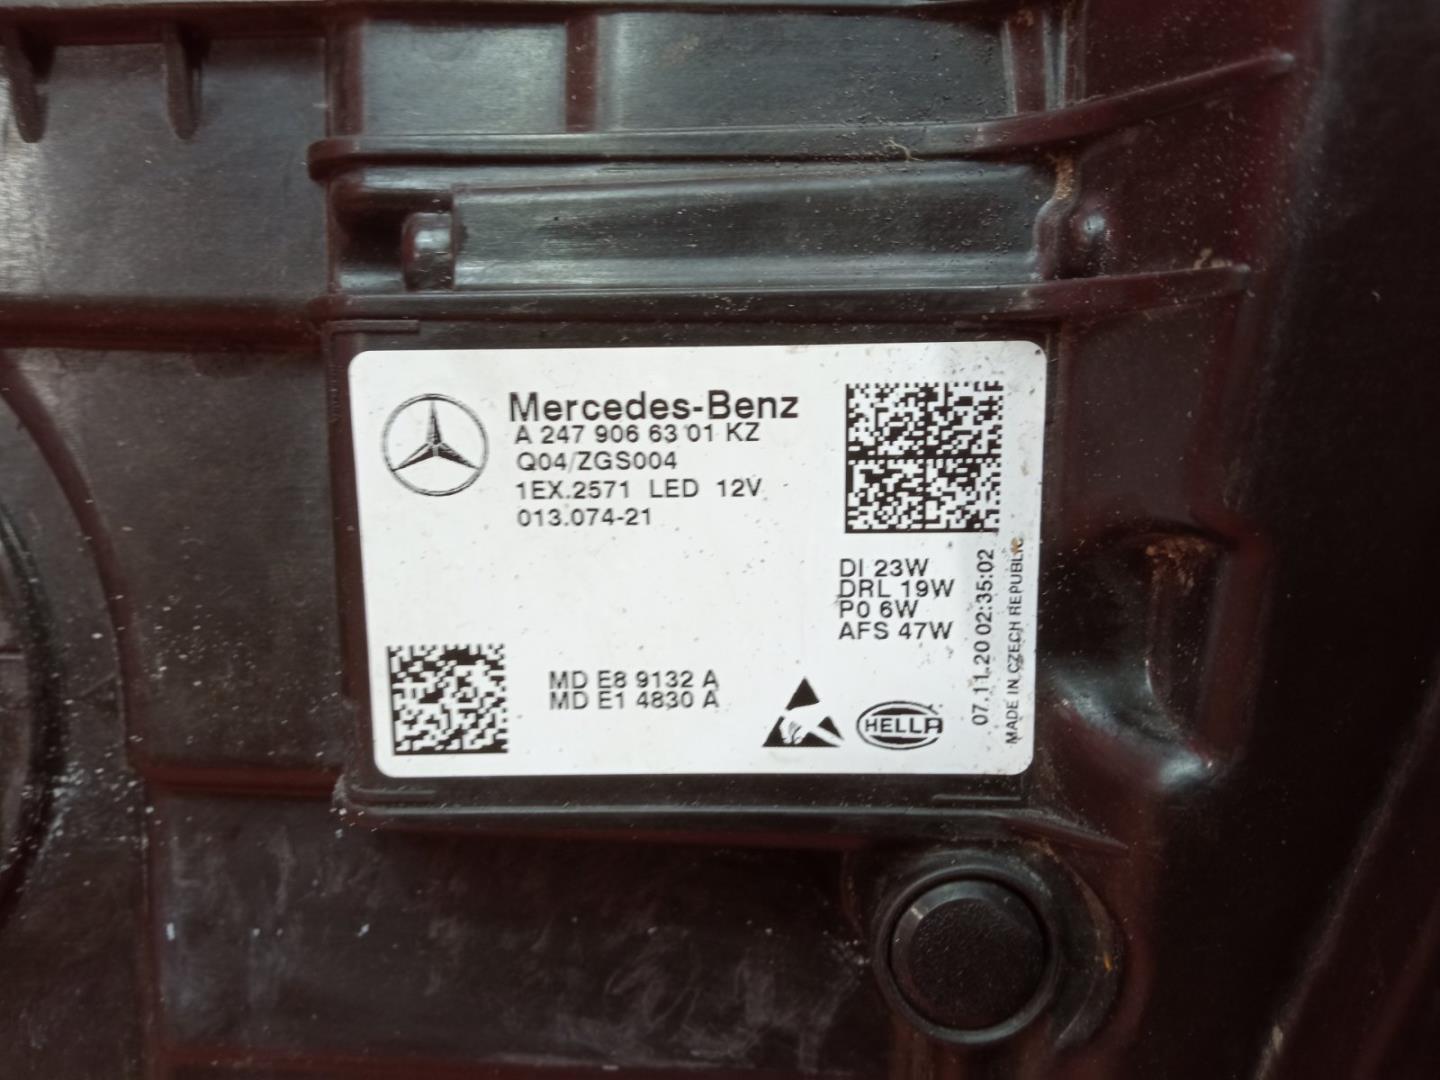 Mercedes-Benz
A 247 906 63 01 KZ
Q04/ZGS004
1EX.2571 LED 12V
013.074-21
DI 23W
DRL 19W
PO 6W
AFS 47W
07.11.20 02:35:02
MADE IN CZECH REPUBLIC
MD E8 9132 A
MD E1 4830 A
HELLA